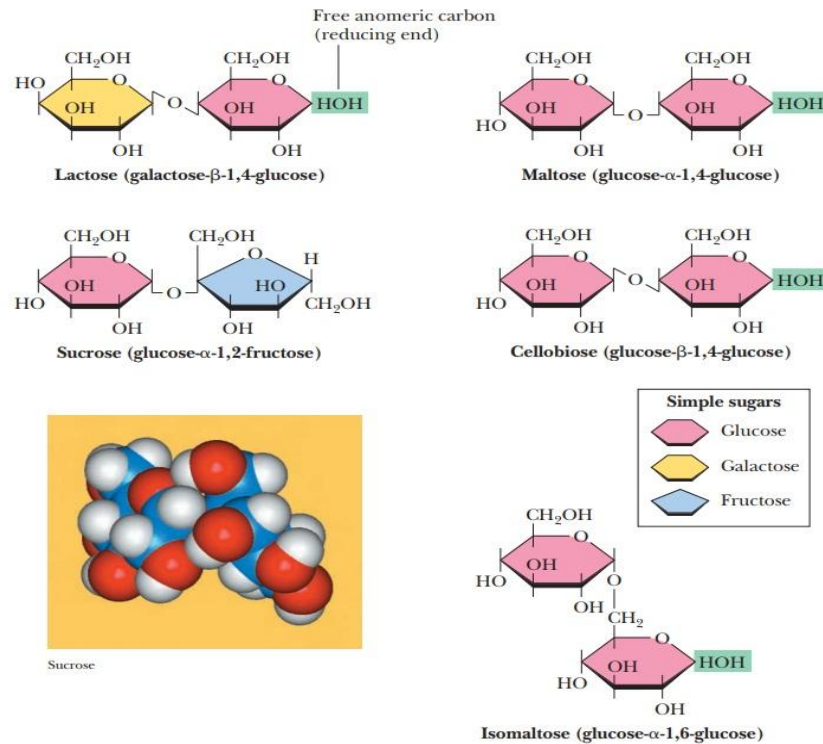 Free anomeric carbon
(reducing end)
CH₂OH
O
HO
OH
OH
O
CH₂OH
O
OH
OH
HOH
Lactose (galactose-β-1,4-glucose)
CH₂OH
O
OH
HO
OH
O
CH₂OH
O
OH
OH
HOH
Maltose (glucose-α-1,4-glucose)
CH₂OH
O
OH
HO
OH
O
CH₂OH
O
H
HO
CH₂OH
OH
Sucrose (glucose-α-1,2-fructose)
CH₂OH
O
OH
HO
OH
O
CH₂OH
O
OH
OH
HOH
Cellobiose (glucose-β-1,4-glucose)
Simple sugars
Glucose
Galactose
Fructose
Sucrose
CH₂OH
O
OH
HO
OH
O
CH₂
O
OH
HO
OH
HOH
Isomaltose (glucose-α-1,6-glucose)